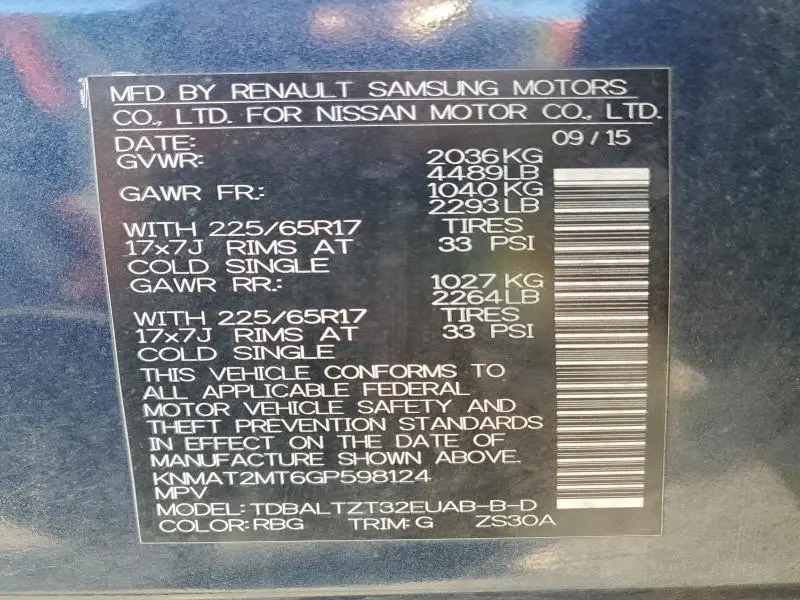 MFD BY RENAULT SAMSUNG MOTORS
CO., LTD. FOR NISSAN MOTOR CO., LTD.
DATE: 09 / 15
GVWR: 2036 KG
4489LB
GAWR FR.: 1040 KG
2293 LB
WITH 225/65R17 TIRES
17x7J RIMS AT 33 PSI
COLD SINGLE
GAWR RR.: 1027 KG
2264LB
WITH 225/65R17 TIRES
17x7J RIMS AT 33 PSI
COLD SINGLE
THIS VEHICLE CONFORMS TO
ALL APPLICABLE FEDERAL
MOTOR VEHICLE SAFETY AND
THEFT PREVENTION STANDARDS
IN EFFECT ON THE DATE OF
MANUFACTURE SHOWN ABOVE.
KNMAT2MT6GP598124
MPV
MODEL: TDBALTZT32EUAB-B-D
COLOR: RBG TRIM: G ZS30A